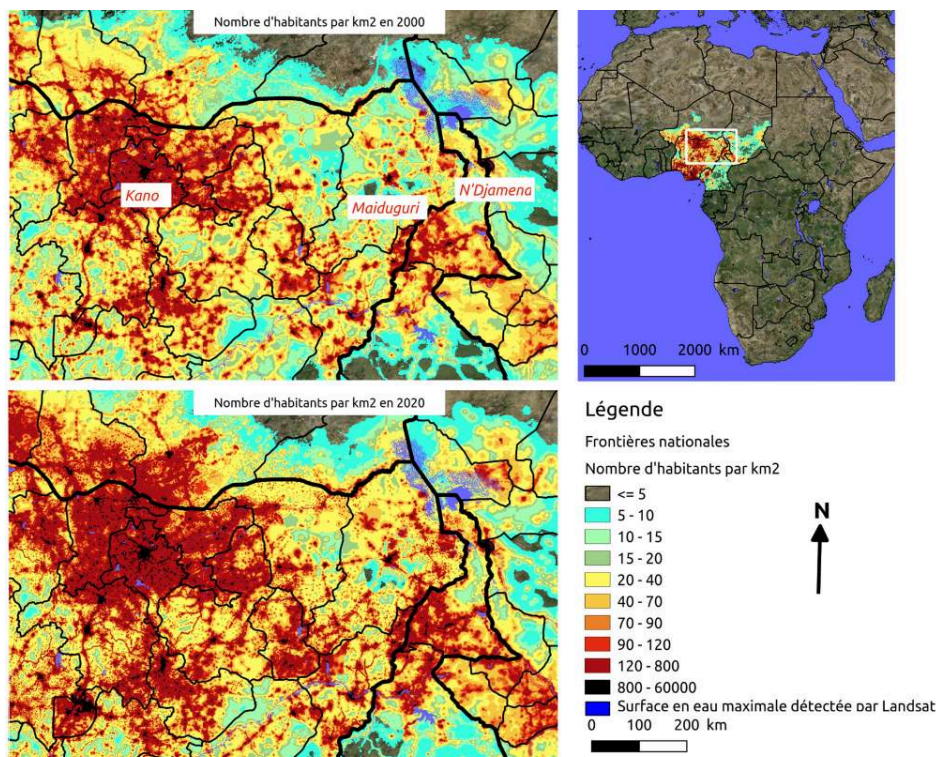 Nombre d'habitants par km2 en 2000
Kano
Maiduguri
N'Djamena
0 1000 2000 km
Nombre d'habitants par km2 en 2020
Légende
Frontières nationales
Nombre d'habitants par km2
<= 5
5 - 10
10 - 15
15 - 20
20 - 40
40 - 70
70 - 90
90 - 120
120 - 800
800 - 60000
Surface en eau maximale détectée par Landsat
0 100 200 km
N